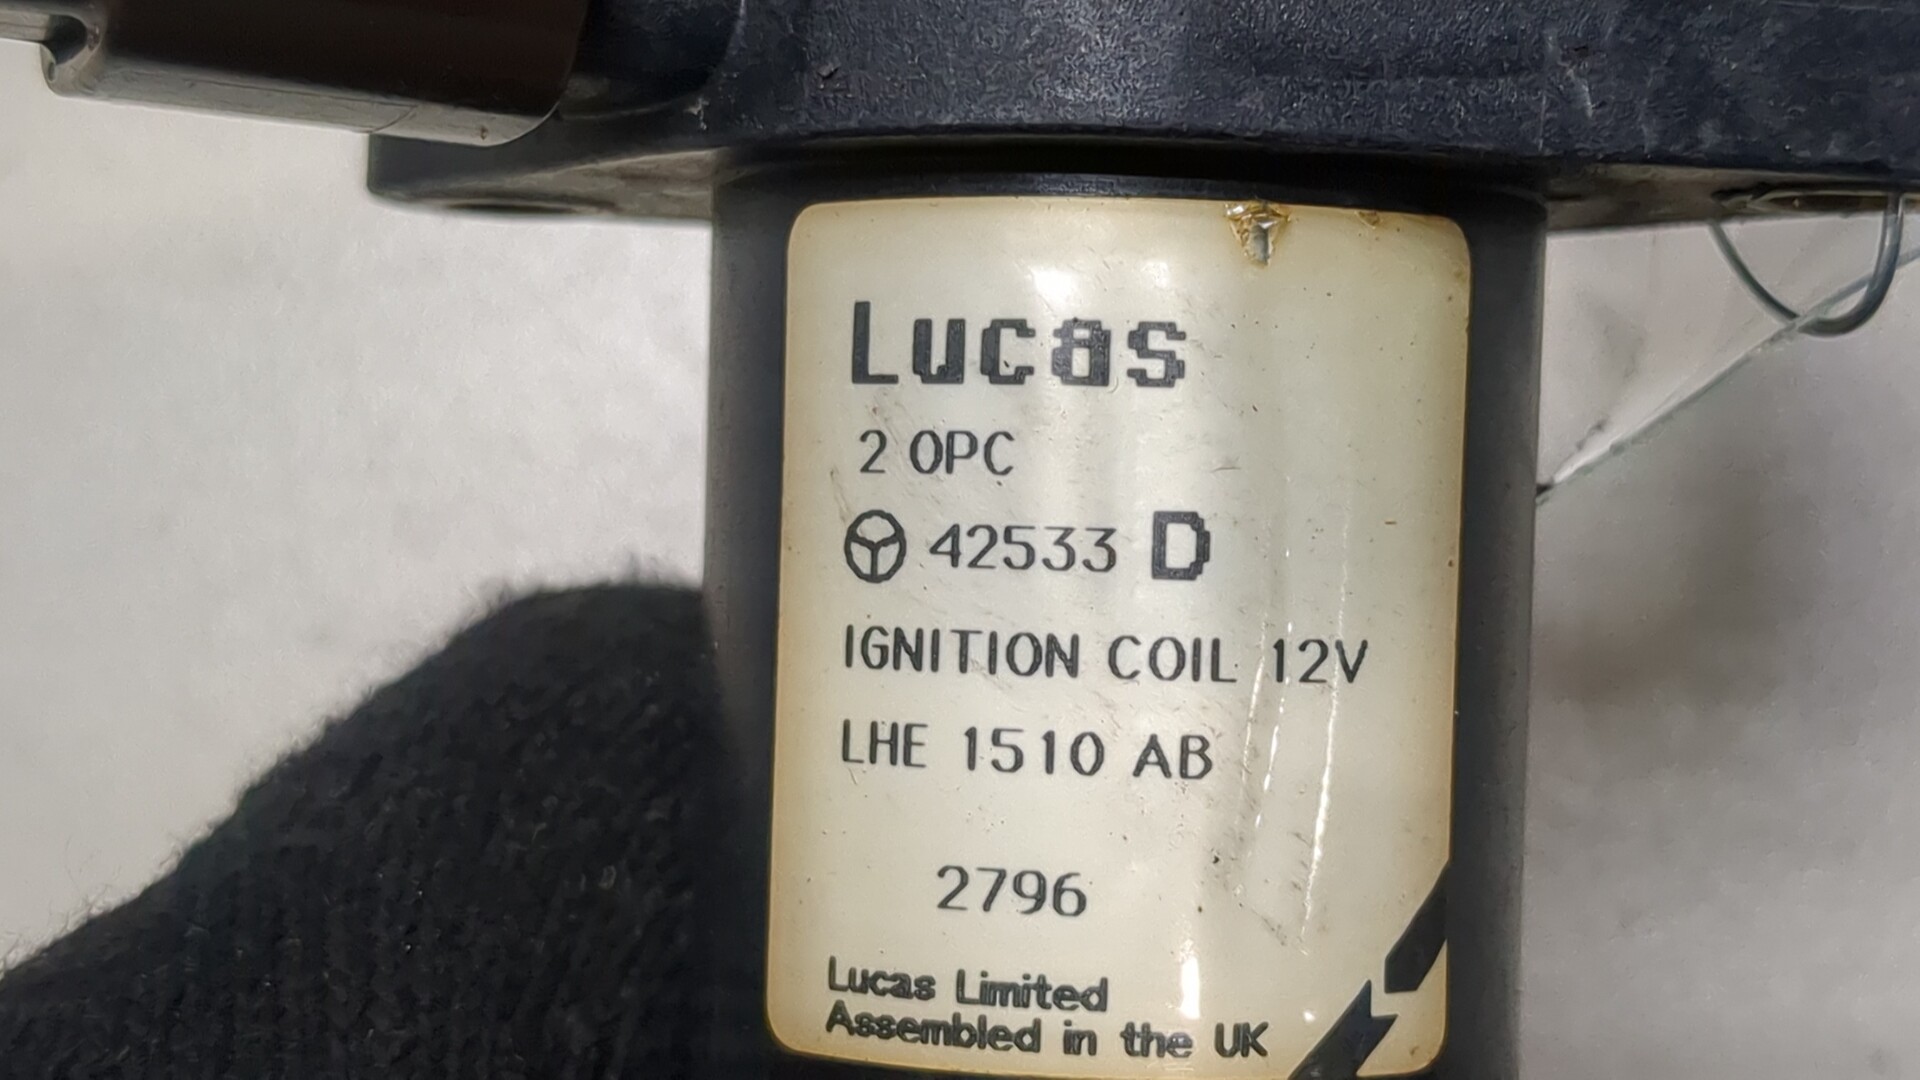 Lucas
2 OPC
42533 D
IGNITION COIL 12V
LHE 1510 AB
2796
Lucas Limited
Assembled in the UK